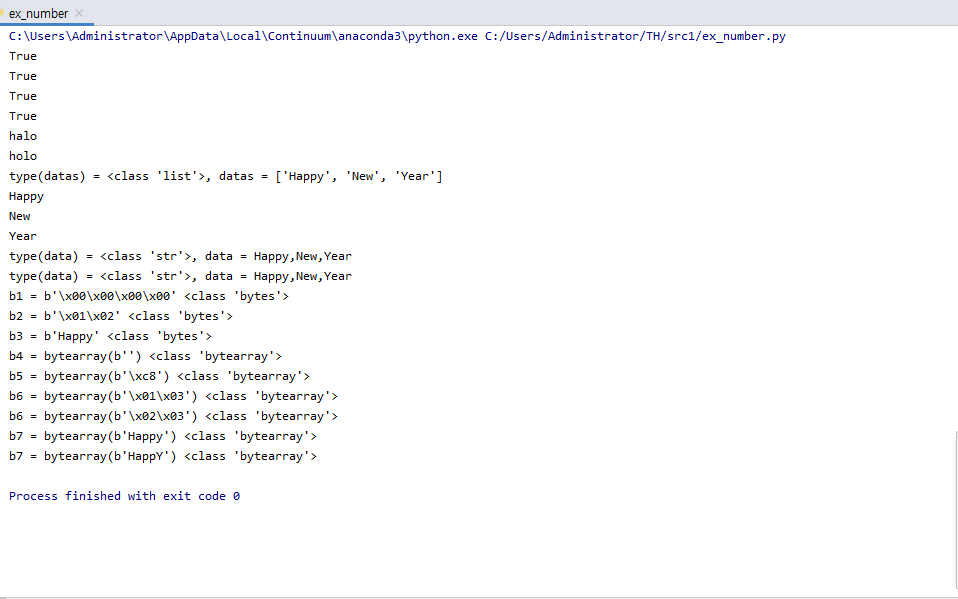 ex_number
C:\Users\Administrator\AppData\Local\Continuum\anaconda3\python.exe C:/Users/Administrator/TH/src1/ex_number.py
True
True
True
True
halo
holo
type(datas) = <class 'list'>, datas = ['Happy', 'New', 'Year']
Happy
New
Year
type(data) = <class 'str'>, data = Happy,New,Year
type(data) = <class 'str'>, data = Happy,New,Year
b1 = b'\x00\x00\x00\x00' <class 'bytes'>
b2 = b'\x01\x02' <class 'bytes'>
b3 = b'Happy' <class 'bytes'>
b4 = bytearray(b'') <class 'bytearray'>
b5 = bytearray(b'\xc8') <class 'bytearray'>
b6 = bytearray(b'\x01\x03') <class 'bytearray'>
b6 = bytearray(b'\x02\x03') <class 'bytearray'>
b7 = bytearray(b'Happy') <class 'bytearray'>
b7 = bytearray(b'HappY') <class 'bytearray'>
Process finished with exit code 0